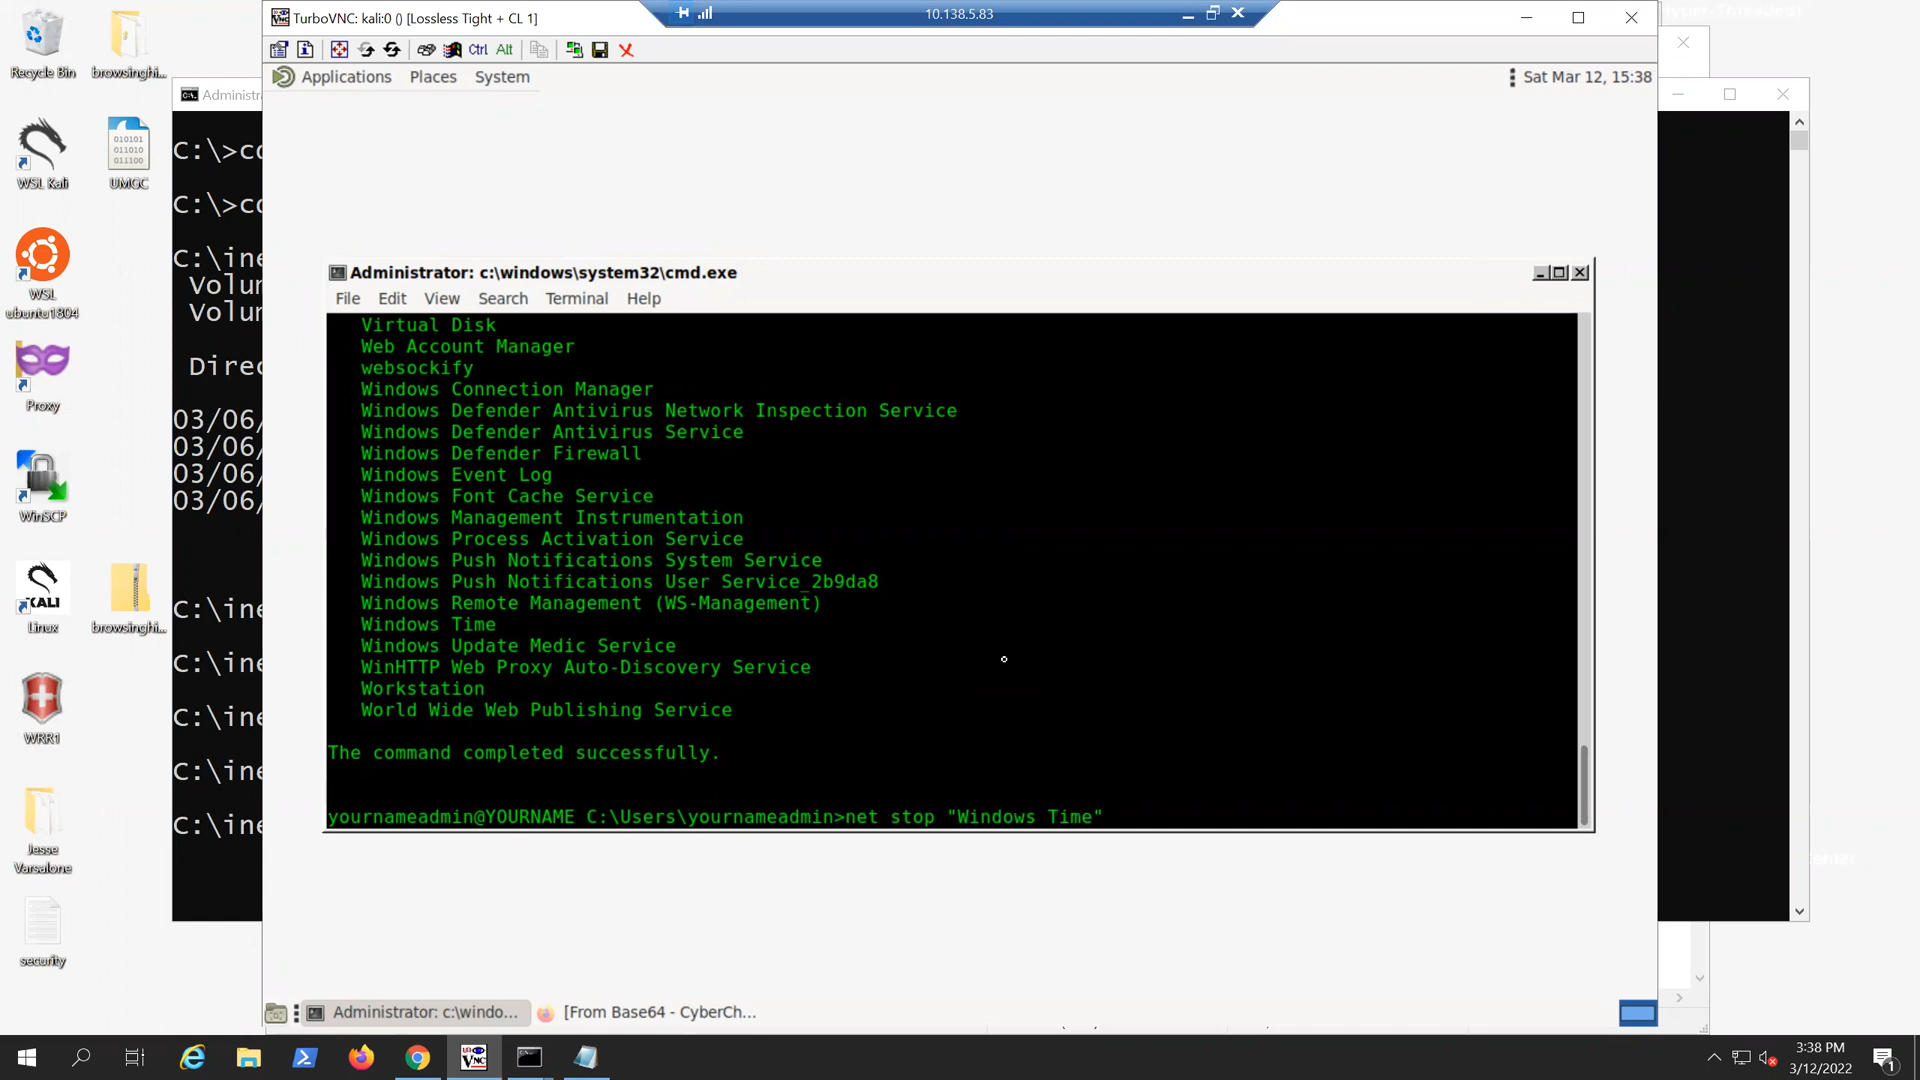 TurboVNC: kali:0 () [Lossless Tight + CL 1]
10.138.5.83
Ctrl Alt
Applications Places System
Sat Mar 12, 15:38
Recycle Bin
browsinghi...
WSL Kali
UMGC
WSL
ubuntu1804
Proxy
WinSCP
Linux
browsinghi...
WRR1
Jesse
Varsalone
security
Administra
C:\>co
C:\>co
C:\ine
Volun
Volun
Direc
03/06/
03/06/
03/06/
03/06/
C:\ine
C:\ine
C:\ine
C:\ine
C:\ine
Administrator: c:\windows\system32\cmd.exe
File Edit View Search Terminal Help
Virtual Disk
Web Account Manager
websockify
Windows Connection Manager
Windows Defender Antivirus Network Inspection Service
Windows Defender Antivirus Service
Windows Defender Firewall
Windows Event Log
Windows Font Cache Service
Windows Management Instrumentation
Windows Process Activation Service
Windows Push Notifications System Service
Windows Push Notifications User Service_2b9da8
Windows Remote Management (WS-Management)
Windows Time
Windows Update Medic Service
WinHTTP Web Proxy Auto-Discovery Service
Workstation
World Wide Web Publishing Service
The command completed successfully.
yournameadmin@YOURNAME C:\Users\yournameadmin>net stop "Windows Time"
Administrator: c:\windo...
[From Base64 - CyberCh...
3:38 PM
3/12/2022
1